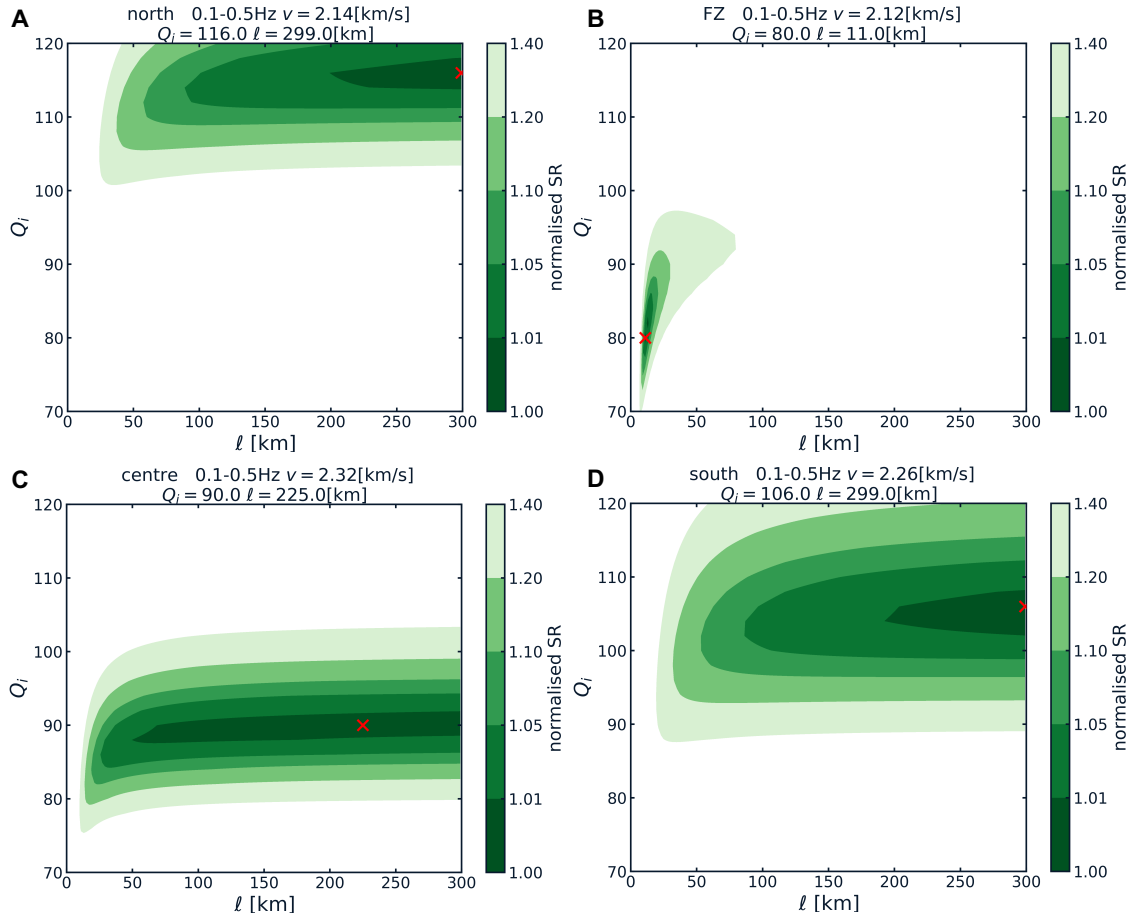 A
north 0.1-0.5Hz v = 2.14[km/s]
Qi = 116.0 ℓ = 299.0[km]
120
110
100
90
80
70
Qi
0 50 100 150 200 250 300
ℓ [km]
1.40
1.20
1.10
1.05
1.01
1.00
normalised SR
B
FZ 0.1-0.5Hz v = 2.12[km/s]
Qi = 80.0 ℓ = 11.0[km]
120
110
100
90
80
70
Qi
0 50 100 150 200 250 300
ℓ [km]
1.40
1.20
1.10
1.05
1.01
1.00
normalised SR
C
centre 0.1-0.5Hz v = 2.32[km/s]
Qi = 90.0 ℓ = 225.0[km]
120
110
100
90
80
70
Qi
0 50 100 150 200 250 300
ℓ [km]
1.40
1.20
1.10
1.05
1.01
1.00
normalised SR
D
south 0.1-0.5Hz v = 2.26[km/s]
Qi = 106.0 ℓ = 299.0[km]
120
110
100
90
80
70
Qi
0 50 100 150 200 250 300
ℓ [km]
1.40
1.20
1.10
1.05
1.01
1.00
normalised SR